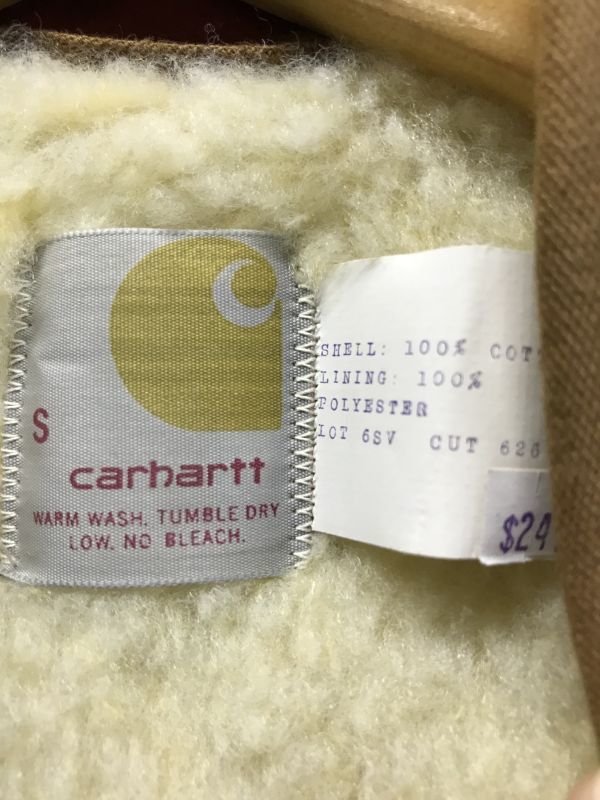 S
carhartt
WARM WASH. TUMBLE DRY
LOW. NO BLEACH.
SHELL: 100% COT
LINING: 100%
POLYESTER
LOT 6SV CUT 626
$24